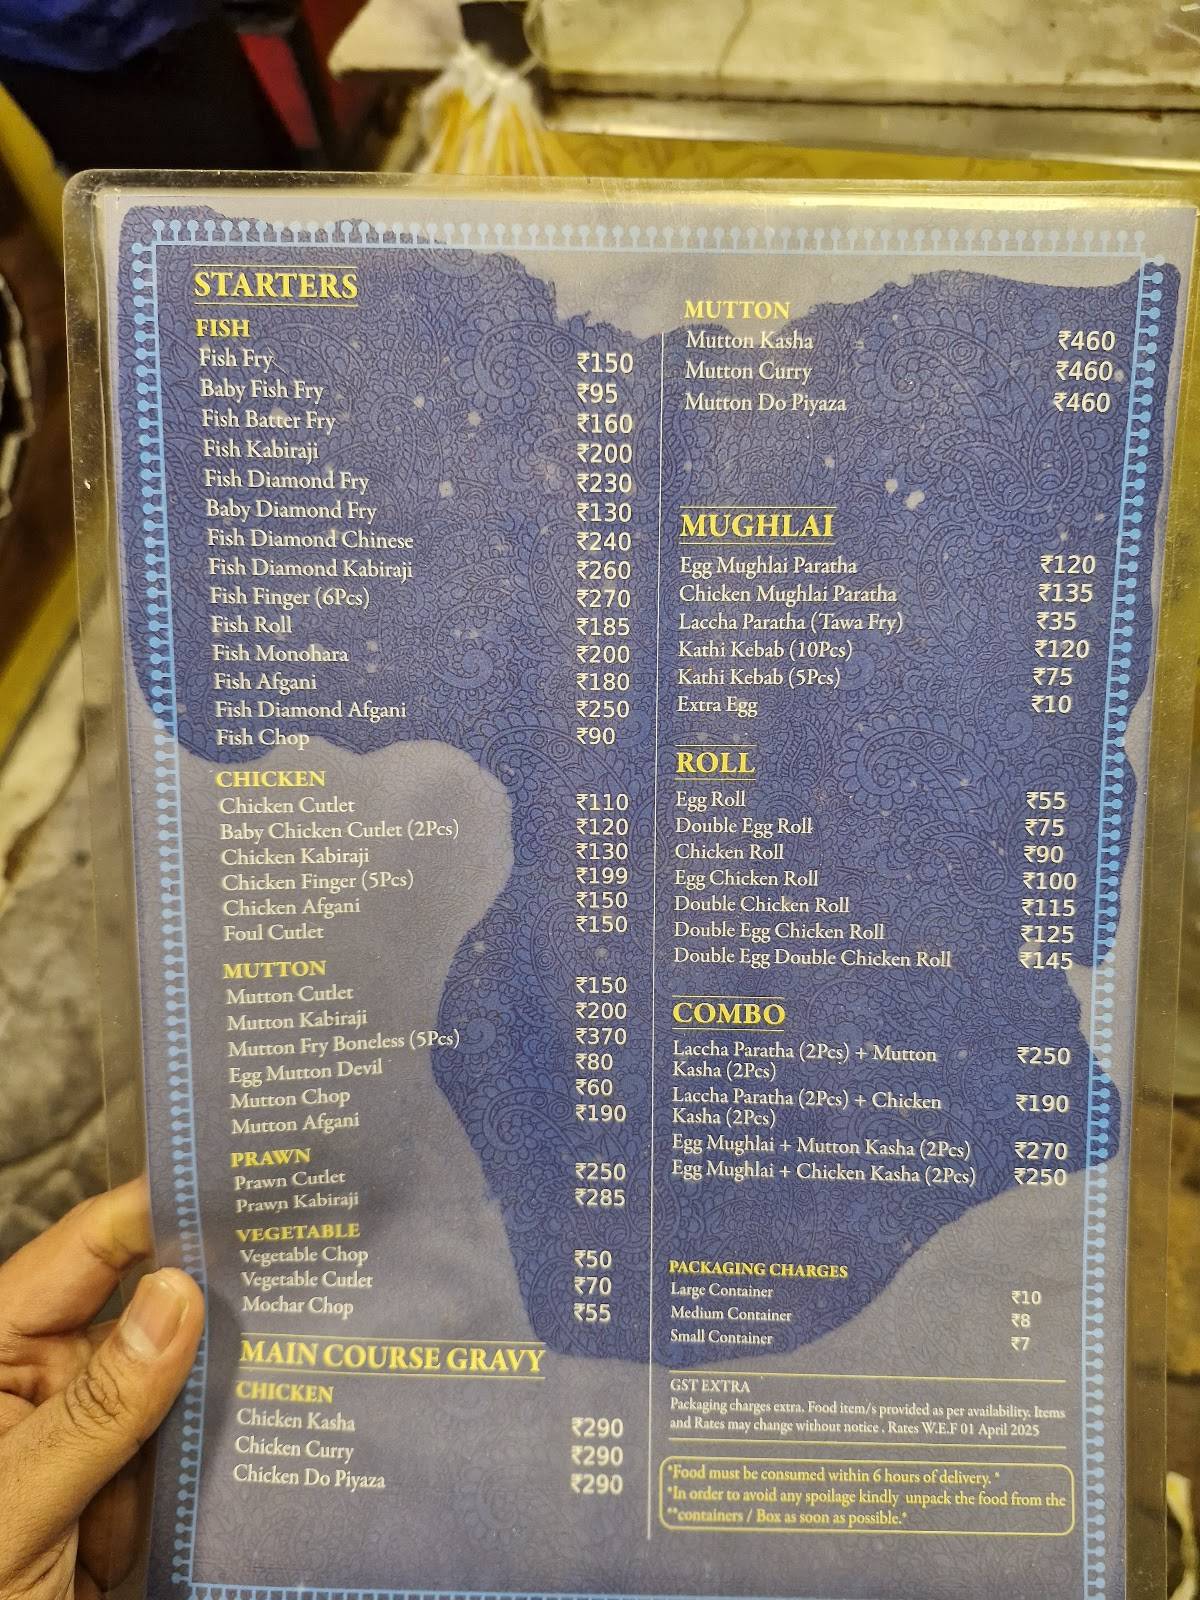 STARTERS
FISH
Fish Fry ₹150
Baby Fish Fry ₹95
Fish Batter Fry ₹160
Fish Kabiraji ₹200
Fish Diamond Fry ₹230
Baby Diamond Fry ₹130
Fish Diamond Chinese ₹240
Fish Diamond Kabiraji ₹260
Fish Finger (6Pcs) ₹270
Fish Roll ₹185
Fish Monohara ₹200
Fish Afgani ₹180
Fish Diamond Afgani ₹250
Fish Chop ₹90
CHICKEN
Chicken Cutlet ₹110
Baby Chicken Cutlet (2Pcs) ₹120
Chicken Kabiraji ₹130
Chicken Finger (5Pcs) ₹199
Chicken Afgani ₹150
Foul Cutlet ₹150
MUTTON
Mutton Cutlet ₹150
Mutton Kabiraji ₹200
Mutton Fry Boneless (5Pcs) ₹370
Egg Mutton Devil ₹80
Mutton Chop ₹60
Mutton Afgani ₹190
PRAWN
Prawn Cutlet ₹250
Prawn Kabiraji ₹285
VEGETABLE
Vegetable Chop ₹50
Vegetable Cutlet ₹70
Mochar Chop ₹55
MAIN COURSE GRAVY
CHICKEN
Chicken Kasha ₹290
Chicken Curry ₹290
Chicken Do Piyaza ₹290
MUTTON
Mutton Kasha ₹460
Mutton Curry ₹460
Mutton Do Piyaza ₹460
MUGHLAI
Egg Mughlai Paratha ₹120
Chicken Mughlai Paratha ₹135
Laccha Paratha (Tawa Fry) ₹35
Kathi Kebab (10Pcs) ₹120
Kathi Kebab (5Pcs) ₹75
Extra Egg ₹10
ROLL
Egg Roll ₹55
Double Egg Roll ₹75
Chicken Roll ₹90
Egg Chicken Roll ₹100
Double Chicken Roll ₹115
Double Egg Chicken Roll ₹125
Double Egg Double Chicken Roll ₹145
COMBO
Laccha Paratha (2Pcs) + Mutton ₹250
Kasha (2Pcs)
Laccha Paratha (2Pcs) + Chicken ₹190
Kasha (2Pcs)
Egg Mughlai + Mutton Kasha (2Pcs) ₹270
Egg Mughlai + Chicken Kasha (2Pcs) ₹250
PACKAGING CHARGES
Large Container ₹10
Medium Container ₹8
Small Container ₹7
GST EXTRA
Packaging charges extra. Food item/s provided as per availability. Items
and Rates may change without notice . Rates W.E.F 01 April 2025
*Food must be consumed within 6 hours of delivery. *
*In order to avoid any spoilage kindly unpack the food from the
**containers / Box as soon as possible.*